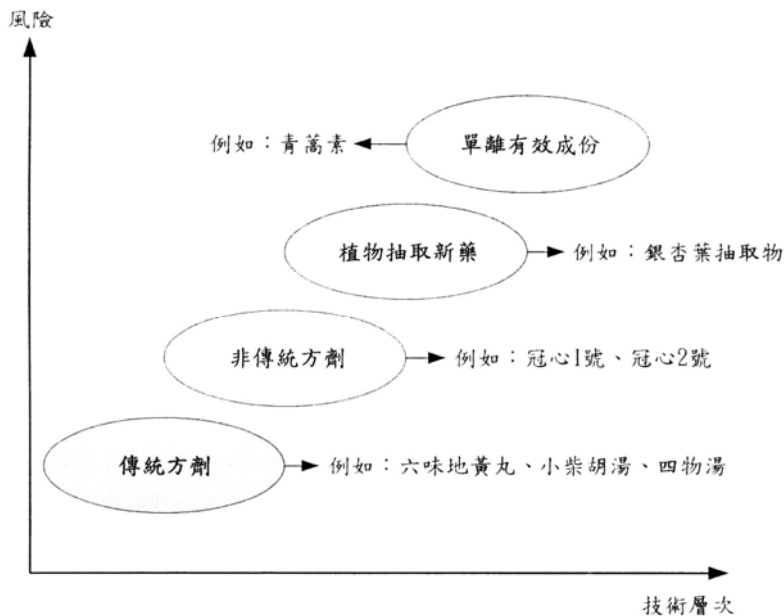 風險
例如：青蒿素
單離有效成份
植物抽取新藥
例如：銀杏葉抽取物
非傳統方劑
例如：冠心1號、冠心2號
傳統方劑
例如：六味地黃丸、小柴胡湯、四物湯
技術層次